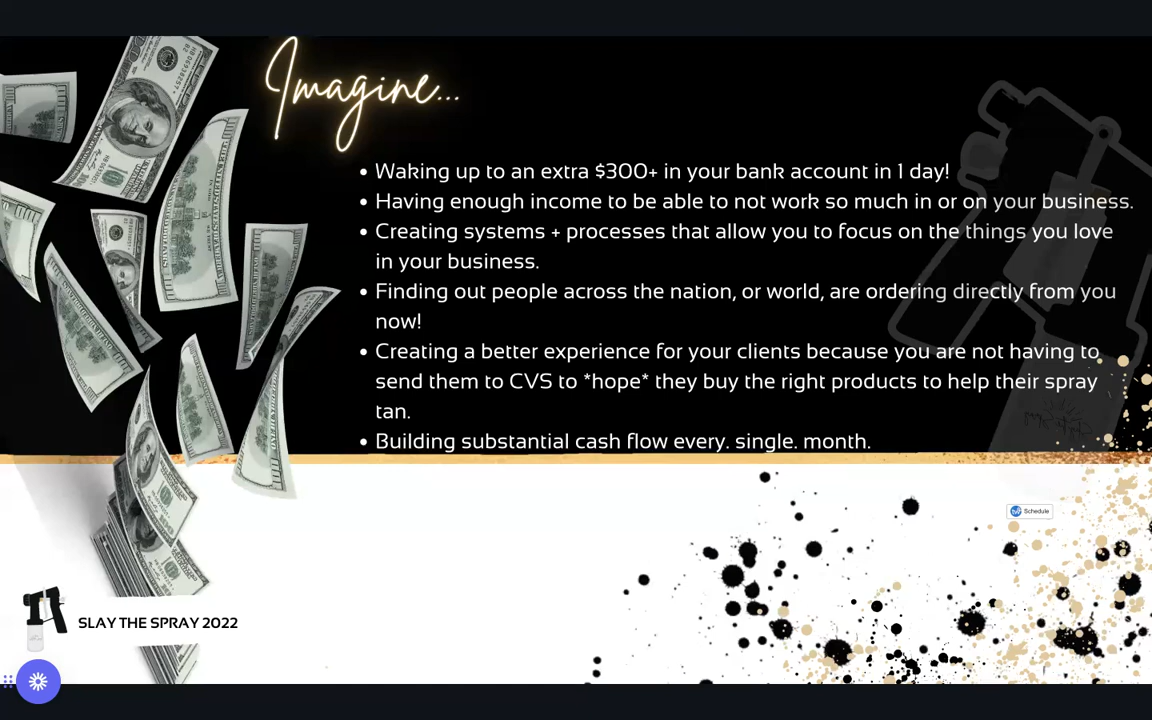 Imagine...
• Waking up to an extra $300+ in your bank account in 1 day!
• Having enough income to be able to not work so much in or on your business.
• Creating systems + processes that allow you to focus on the things you love
in your business.
• Finding out people across the nation, or world, are ordering directly from you
now!
• Creating a better experience for your clients because you are not having to
send them to CVS to *hope* they buy the right products to help their spray
tan.
• Building substantial cash flow every. single. month.
Schedule
SLAY THE SPRAY 2022